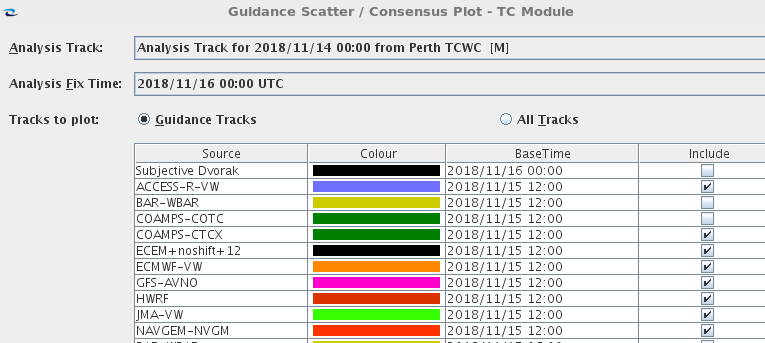 Guidance Scatter / Consensus Plot - TC Module
Analysis Track: Analysis Track for 2018/11/14 00:00 from Perth TCWC [M]
Analysis Fix Time: 2018/11/16 00:00 UTC
Tracks to plot: Guidance Tracks All Tracks
Source Colour BaseTime Include
Subjective Dvorak 2018/11/16 00:00
ACCESS-R-VW 2018/11/15 12:00
BAR-WBAR 2018/11/15 12:00
COAMPS-COTC 2018/11/15 12:00
COAMPS-CTCX 2018/11/15 12:00
ECEM+noshift+12 2018/11/15 12:00
ECMWF-VW 2018/11/15 12:00
GFS-AVNO 2018/11/15 12:00
HWRF 2018/11/15 12:00
JMA-VW 2018/11/15 12:00
NAVGEM-NVGM 2018/11/15 12:00